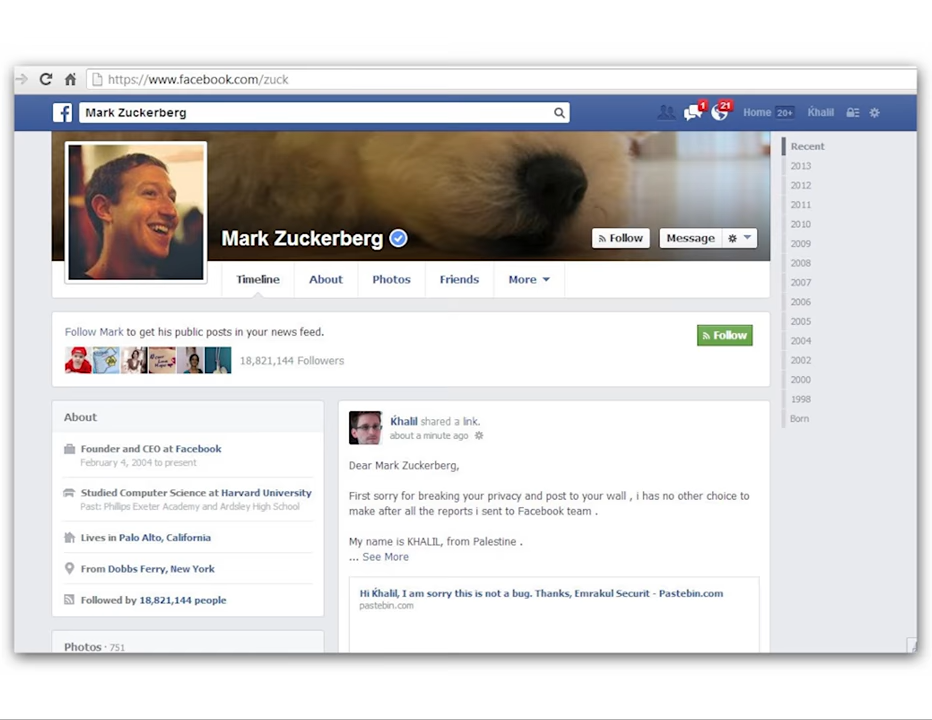 https://www.facebook.com/zuck
f Mark Zuckerberg 1 21 Home 20+ Ќhalil
Mark Zuckerberg
Follow Message
Timeline About Photos Friends More
Follow Mark to get his public posts in your news feed.
Follow
18,821,144 Followers
About
Founder and CEO at Facebook
February 4, 2004 to present
Studied Computer Science at Harvard University
Past: Phillips Exeter Academy and Ardsley High School
Lives in Palo Alto, California
From Dobbs Ferry, New York
Followed by 18,821,144 people
Photos · 751
Ќhalil shared a link.
about a minute ago
Dear Mark Zuckerberg,
First sorry for breaking your privacy and post to your wall , i has no other choice to
make after all the reports i sent to Facebook team .
My name is KHALIL, from Palestine .
... See More
Hi Ќhalil, I am sorry this is not a bug. Thanks, Emrakul Securit - Pastebin.com
pastebin.com
Recent
2013
2012
2011
2010
2009
2008
2007
2006
2005
2004
2002
2000
1998
Born